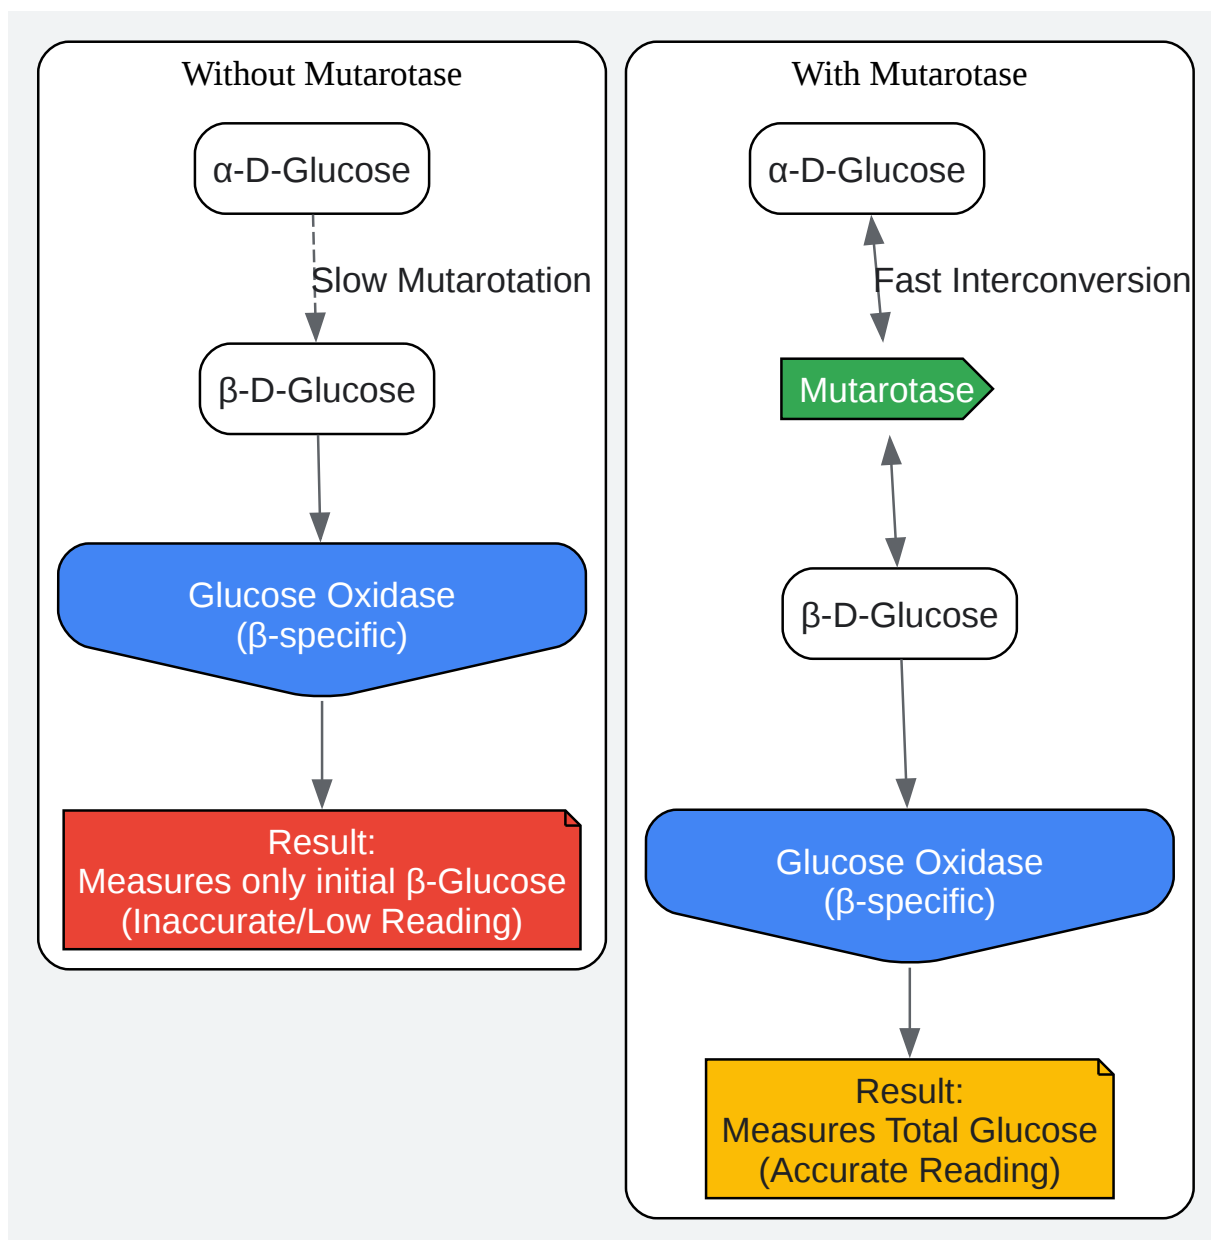 Without Mutarotase
α-D-Glucose
Slow Mutarotation
β-D-Glucose
Glucose Oxidase
(β-specific)
Result:
Measures only initial β-Glucose
(Inaccurate/Low Reading)
With Mutarotase
α-D-Glucose
Fast Interconversion
Mutarotase
β-D-Glucose
Glucose Oxidase
(β-specific)
Result:
Measures Total Glucose
(Accurate Reading)